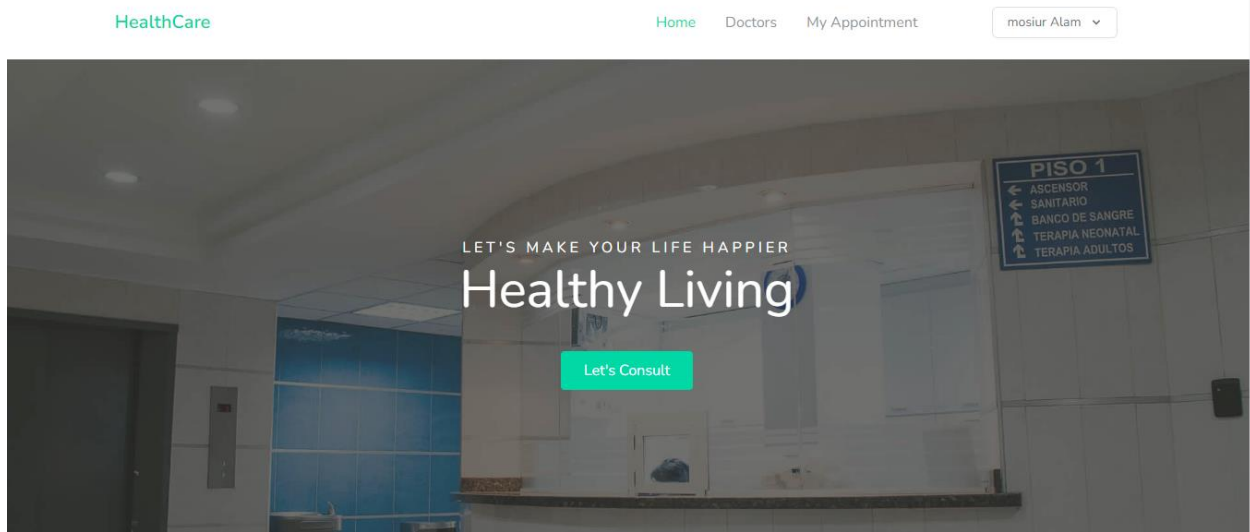 HealthCare
Home Doctors My Appointment mosiur Alam
PISO 1
ASCENSOR
SANITARIO
BANCO DE SANGRE
TERAPIA NEONATAL
TERAPIA ADULTOS
LET'S MAKE YOUR LIFE HAPPIER
Healthy Living
Let's Consult